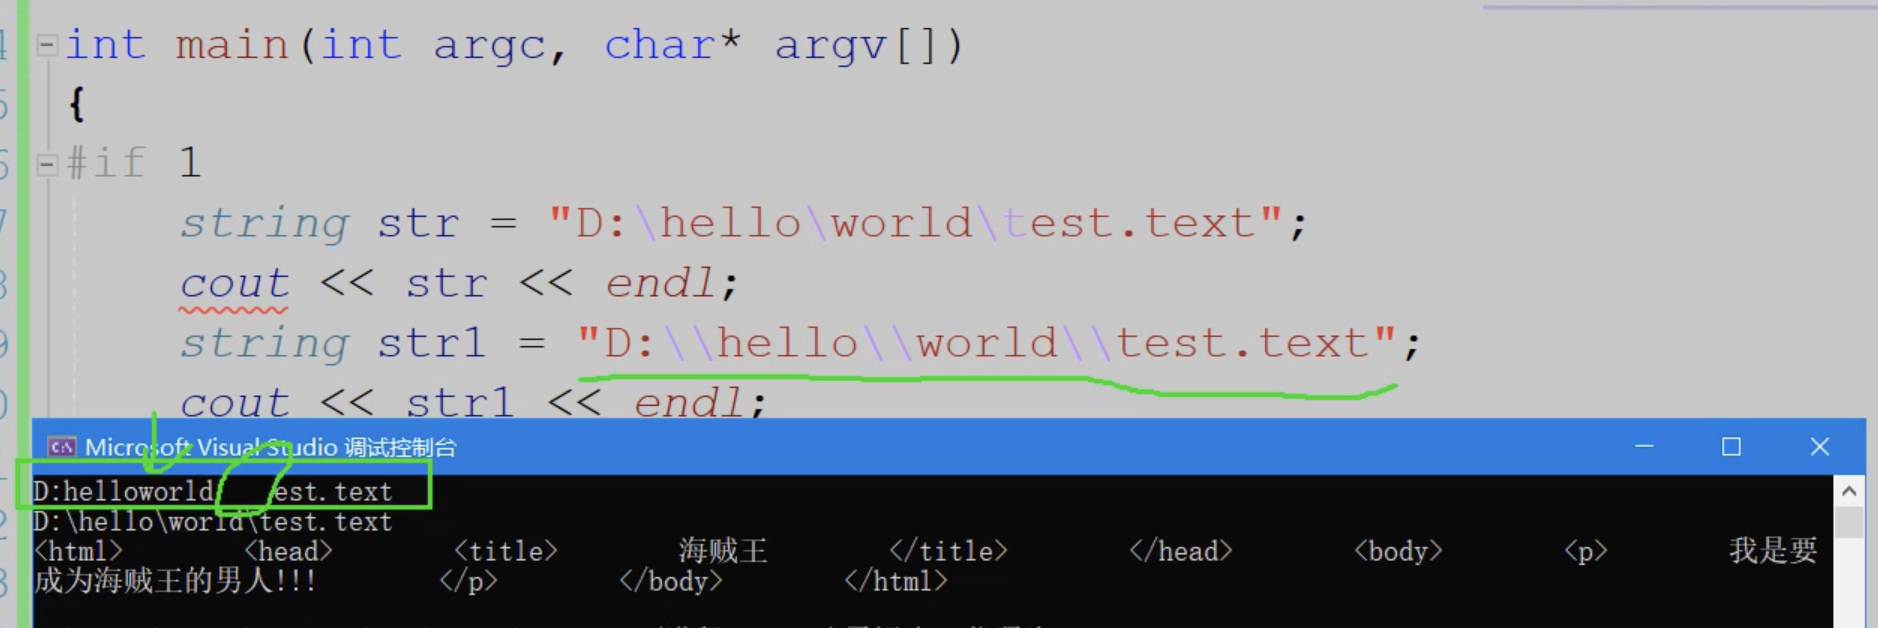 int main(int argc, char* argv[])
{
#if 1
string str = "D:\hello\world\test.text";
cout << str << endl;
string str1 = "D:\\hello\\world\\test.text";
cout << str1 << endl;
Microsoft Visual Studio 调试控制台
D:helloworld est.text
D:\hello\world\test.text
<html> <head> <title> 海贼王 </title> </head> <body> <p> 我是要
成为海贼王的男人!!! </p> </body> </html>